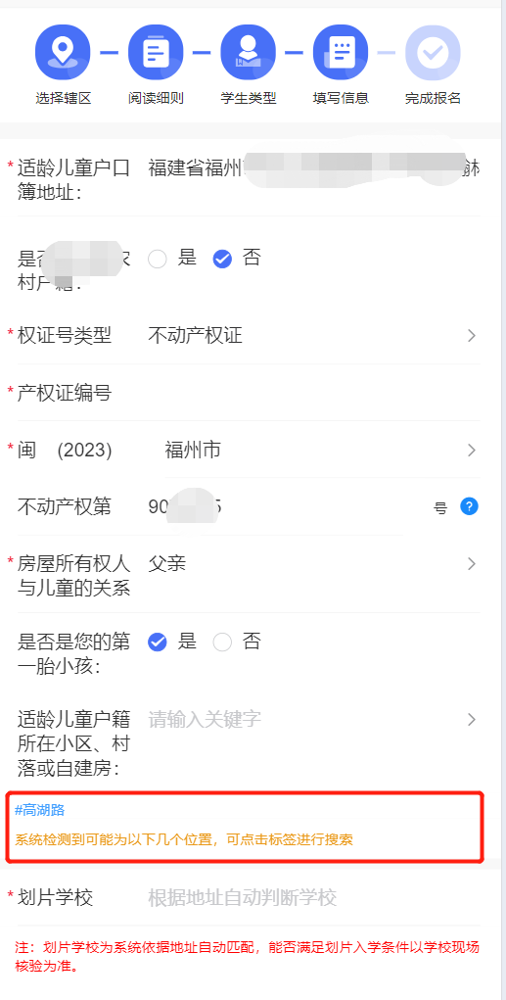 选择辖区 阅读细则 学生类型 填写信息 完成报名
*适龄儿童户口 福建省福州
簿地址：
是 农 是 否
村户籍：
*权证号类型 不动产权证
*产权证编号
*闽 (2023) 福州市
不动产权第 90 5 号 ?
*房屋所有权人 父亲
与儿童的关系
是否是您的第 是 否
一胎小孩：
适龄儿童户籍 请输入关键字
所在小区、村
落或自建房：
#高湖路
系统检测到可能为以下几个位置，可点击标签进行搜索
*划片学校 根据地址自动判断学校
注：划片学校为系统依据地址自动匹配，能否满足划片入学条件以学校现场
核验为准。